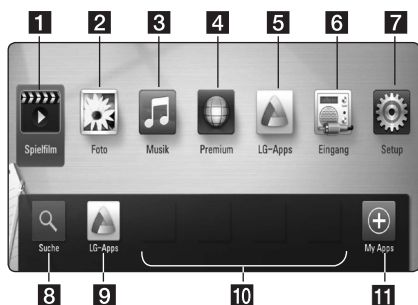 1 2 3 4 5 6 7
Spielfilm Foto Musik Premium LG-Apps Eingang Setup
Suche LG-Apps My Apps
8 9 10 11